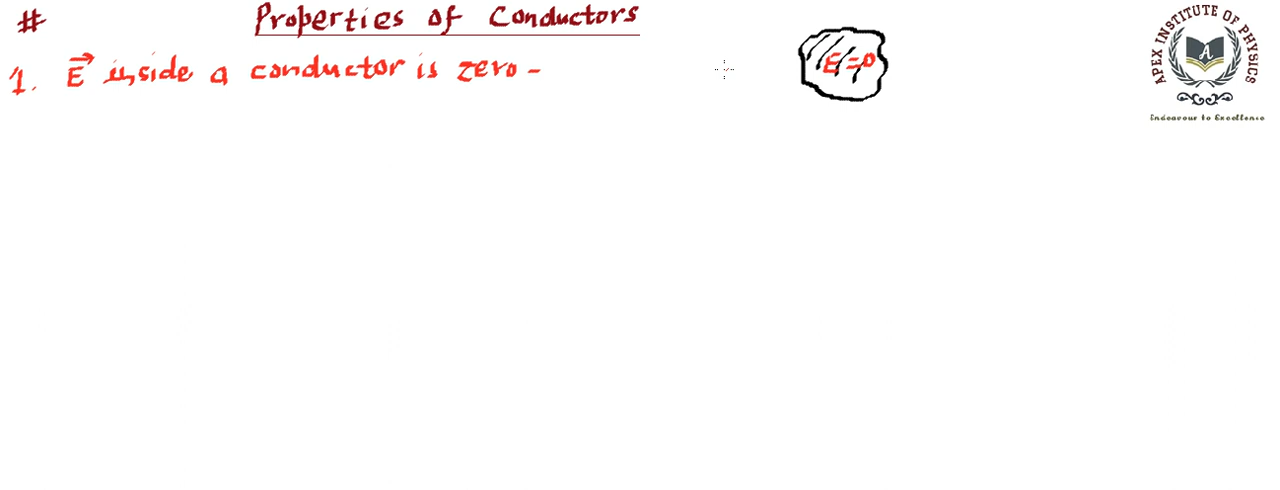 # Properties of Conductors
1. E⃗ inside a conductor is zero -
E = 0
APEX INSTITUTE OF PHYSICS
A
Endeavour to Excellence